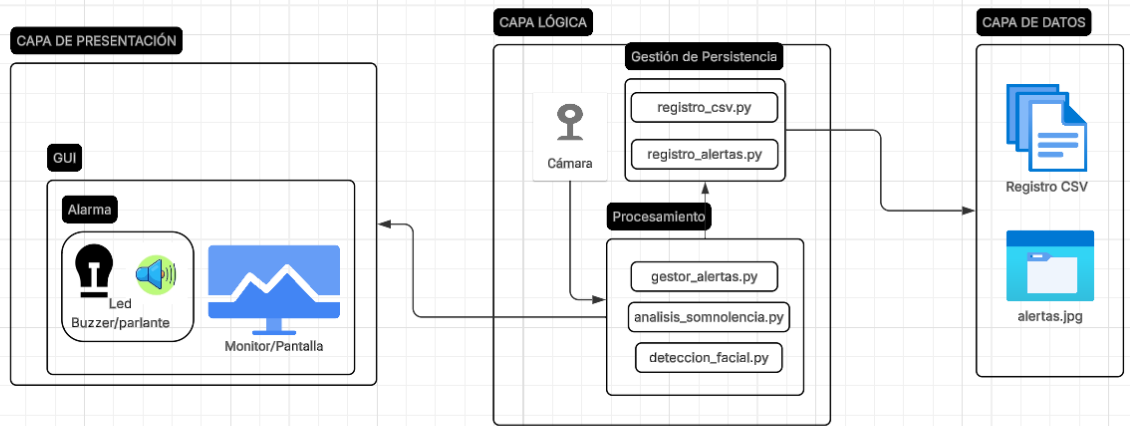 CAPA DE PRESENTACIÓN
GUI
Alarma
Led
Buzzer/parlante
Monitor/Pantalla
CAPA LÓGICA
Gestión de Persistencia
registro_csv.py
registro_alertas.py
Cámara
Procesamiento
gestor_alertas.py
analisis_somnolencia.py
deteccion_facial.py
CAPA DE DATOS
Registro CSV
alertas.jpg